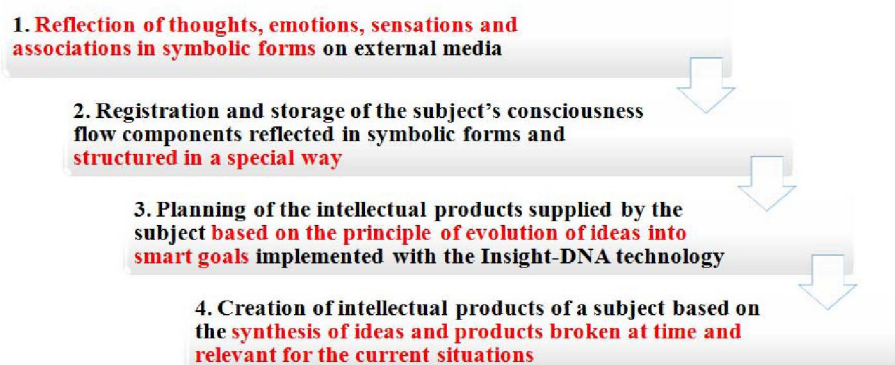 1. Reflection of thoughts, emotions, sensations and
associations in symbolic forms on external media
2. Registration and storage of the subject's consciousness
flow components reflected in symbolic forms and
structured in a special way
3. Planning of the intellectual products supplied by the
subject based on the principle of evolution of ideas into
smart goals implemented with the Insight-DNA technology
4. Creation of intellectual products of a subject based on
the synthesis of ideas and products broken at time and
relevant for the current situations